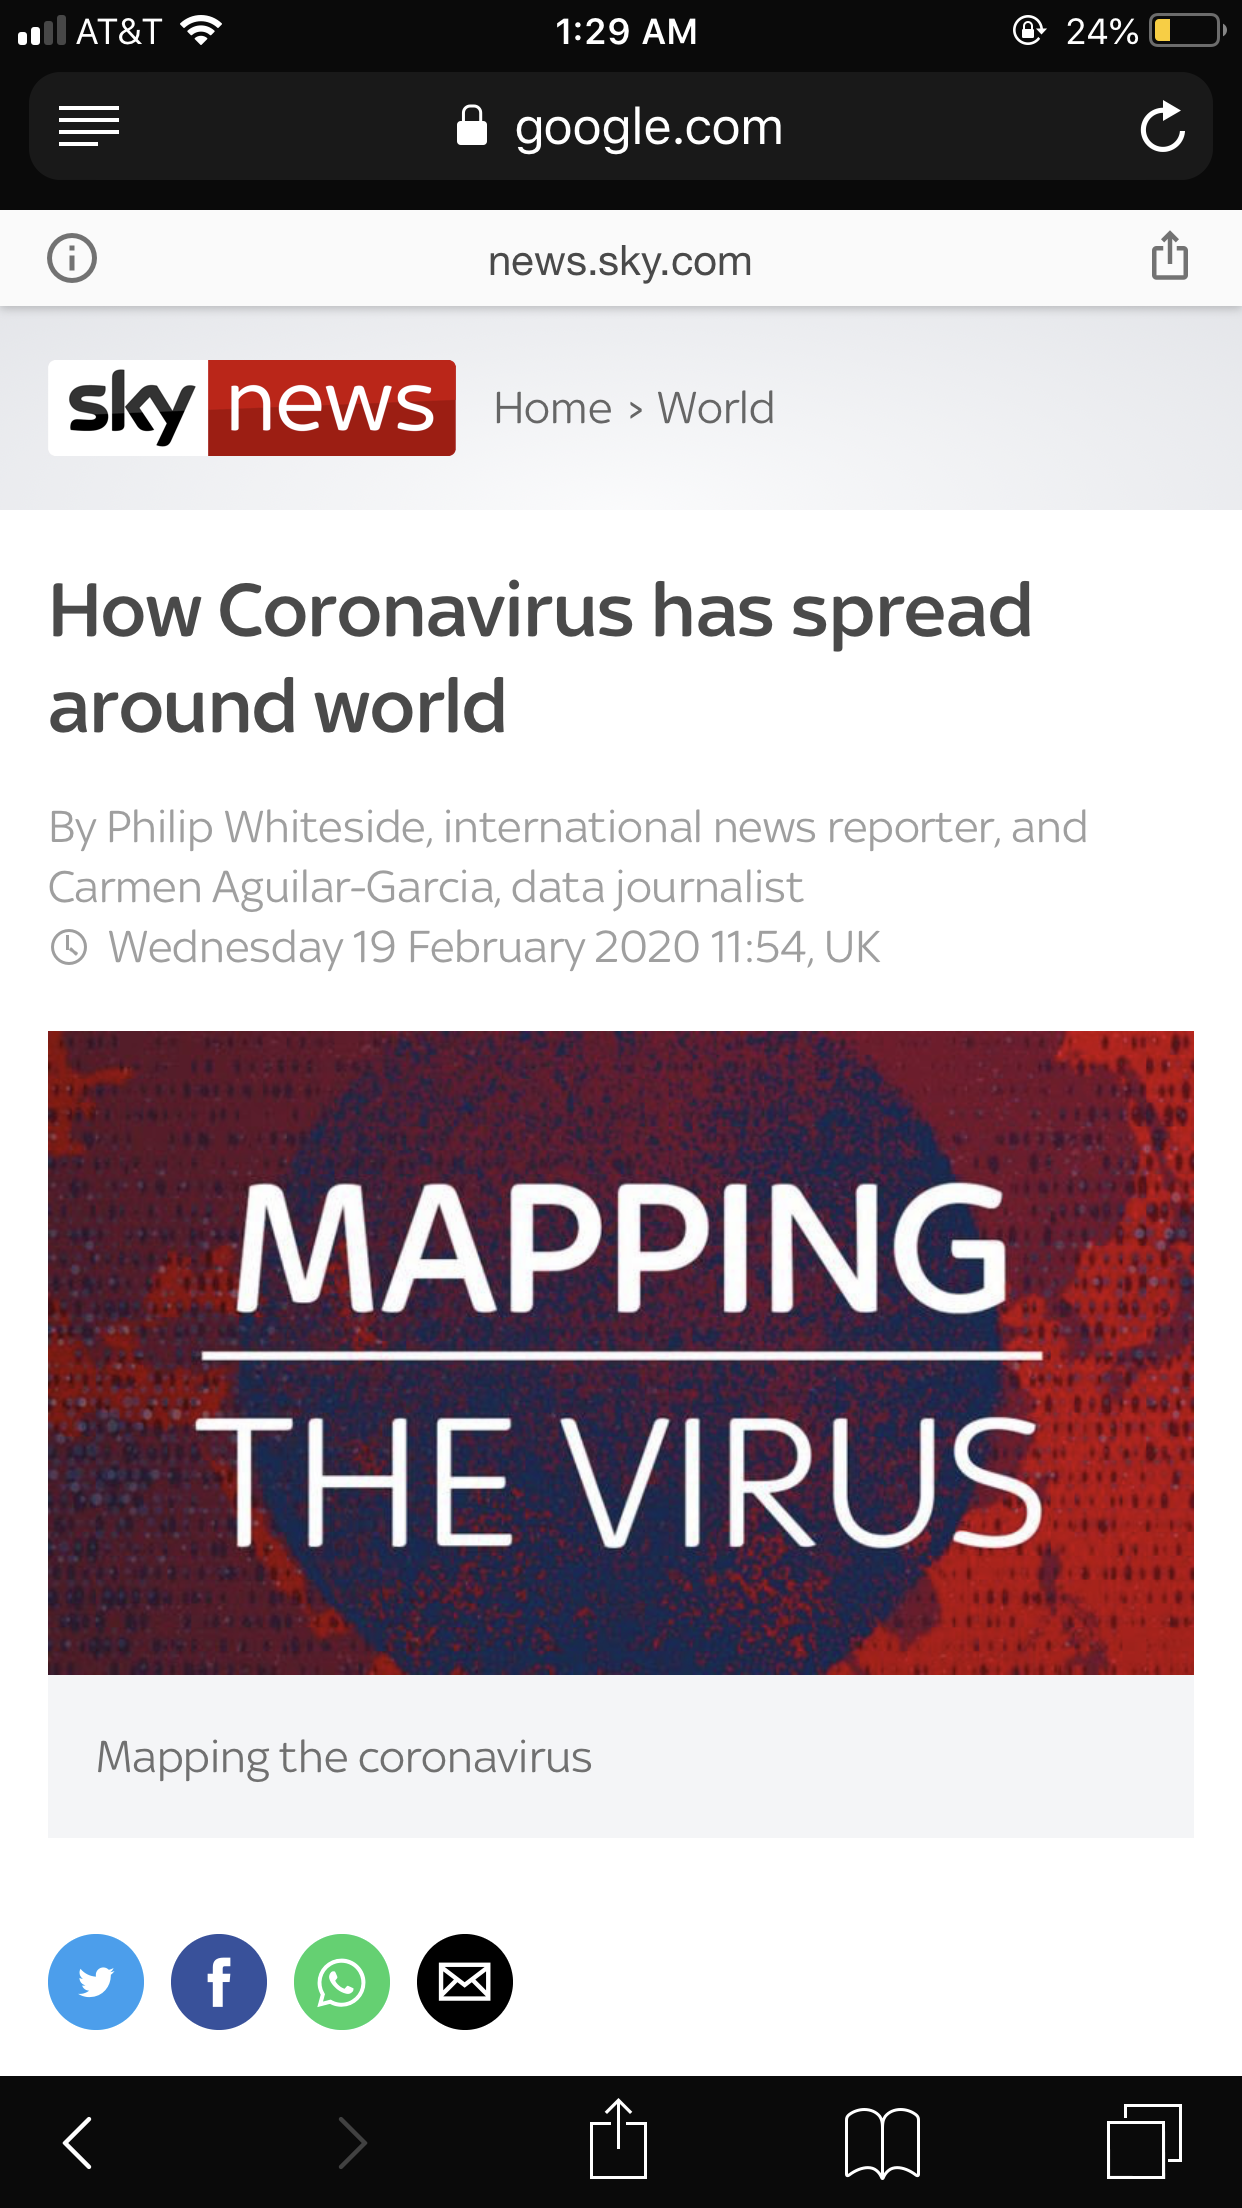 AT&T 1:29 AM 24%
google.com
news.sky.com
sky news Home > World
How Coronavirus has spread
around world
By Philip Whiteside, international news reporter, and
Carmen Aguilar-Garcia, data journalist
Wednesday 19 February 2020 11:54, UK
MAPPING
THE VIRUS
Mapping the coronavirus